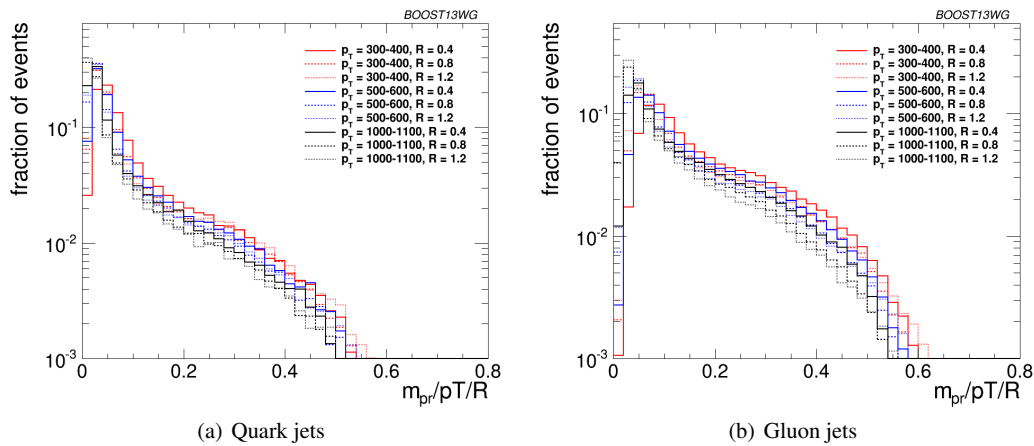 BOOST13WG
fraction of events
p_T = 300-400, R = 0.4
p_T = 300-400, R = 0.8
p_T = 300-400, R = 1.2
p_T = 500-600, R = 0.4
p_T = 500-600, R = 0.8
p_T = 500-600, R = 1.2
p_T = 1000-1100, R = 0.4
p_T = 1000-1100, R = 0.8
p_T = 1000-1100, R = 1.2
10^-1
10^-2
10^-3
0 0.2 0.4 0.6 0.8
m_pr/pT/R
(a) Quark jets
BOOST13WG
fraction of events
p_T = 300-400, R = 0.4
p_T = 300-400, R = 0.8
p_T = 300-400, R = 1.2
p_T = 500-600, R = 0.4
p_T = 500-600, R = 0.8
p_T = 500-600, R = 1.2
p_T = 1000-1100, R = 0.4
p_T = 1000-1100, R = 0.8
p_T = 1000-1100, R = 1.2
10^-1
10^-2
10^-3
0 0.2 0.4 0.6 0.8
m_pr/pT/R
(b) Gluon jets